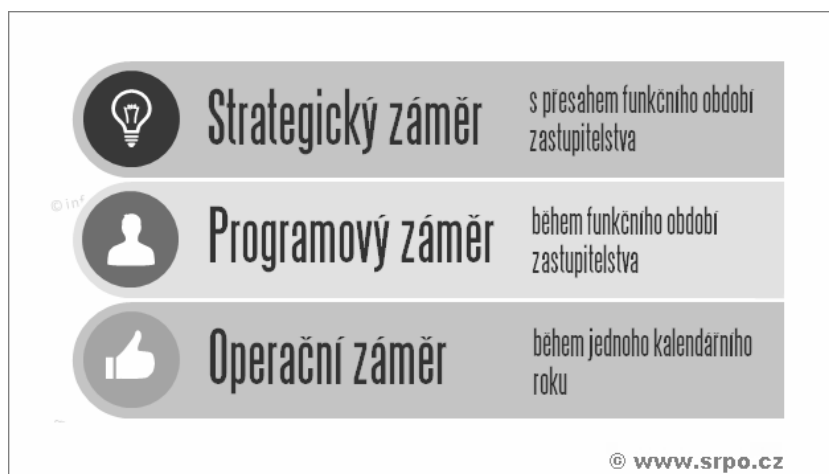 Strategický záměr
s přesahem funkčního období
zastupitelstva
© inf
Programový záměr
během funkčního období
zastupitelstva
Operační záměr
během jednoho kalendářního
roku
© www.srpo.cz